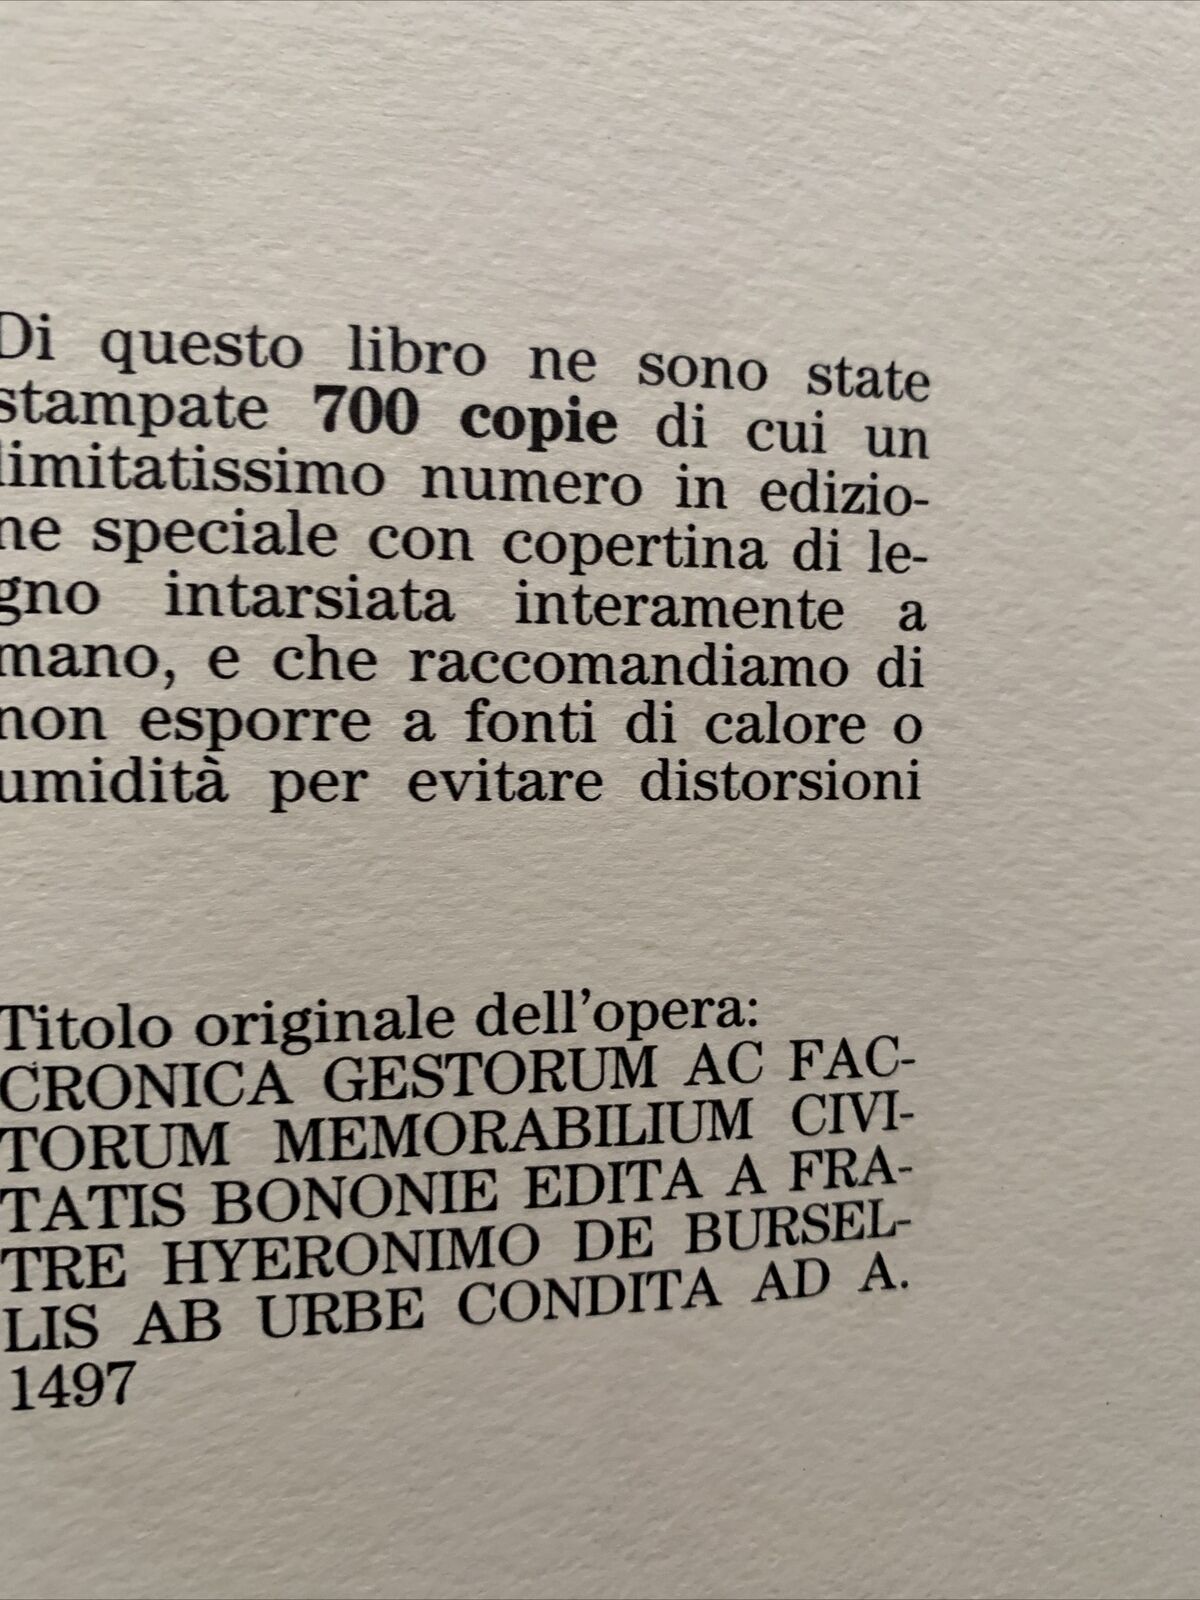 Di questo libro ne sono state
stampate 700 copie di cui un
limitatissimo numero in edizio-
ne speciale con copertina di le-
gno intarsiata interamente a
mano, e che raccomandiamo di
non esporre a fonti di calore o
umidità per evitare distorsioni
Titolo originale dell'opera:
CRONICA GESTORUM AC FAC-
TORUM MEMORABILIUM CIVI-
TATIS BONONIE EDITA A FRA-
TRE HYERONIMO DE BURSEL-
LIS AB URBE CONDITA AD A.
1497